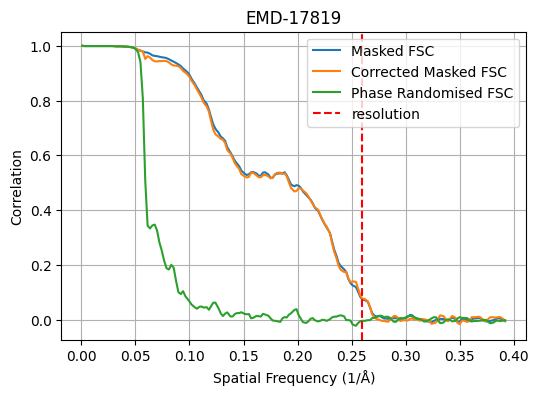 EMD-17819
Masked FSC
Corrected Masked FSC
Phase Randomised FSC
resolution
Correlation
1.0
0.8
0.6
0.4
0.2
0.0
0.00 0.05 0.10 0.15 0.20 0.25 0.30 0.35 0.40
Spatial Frequency (1/Å)